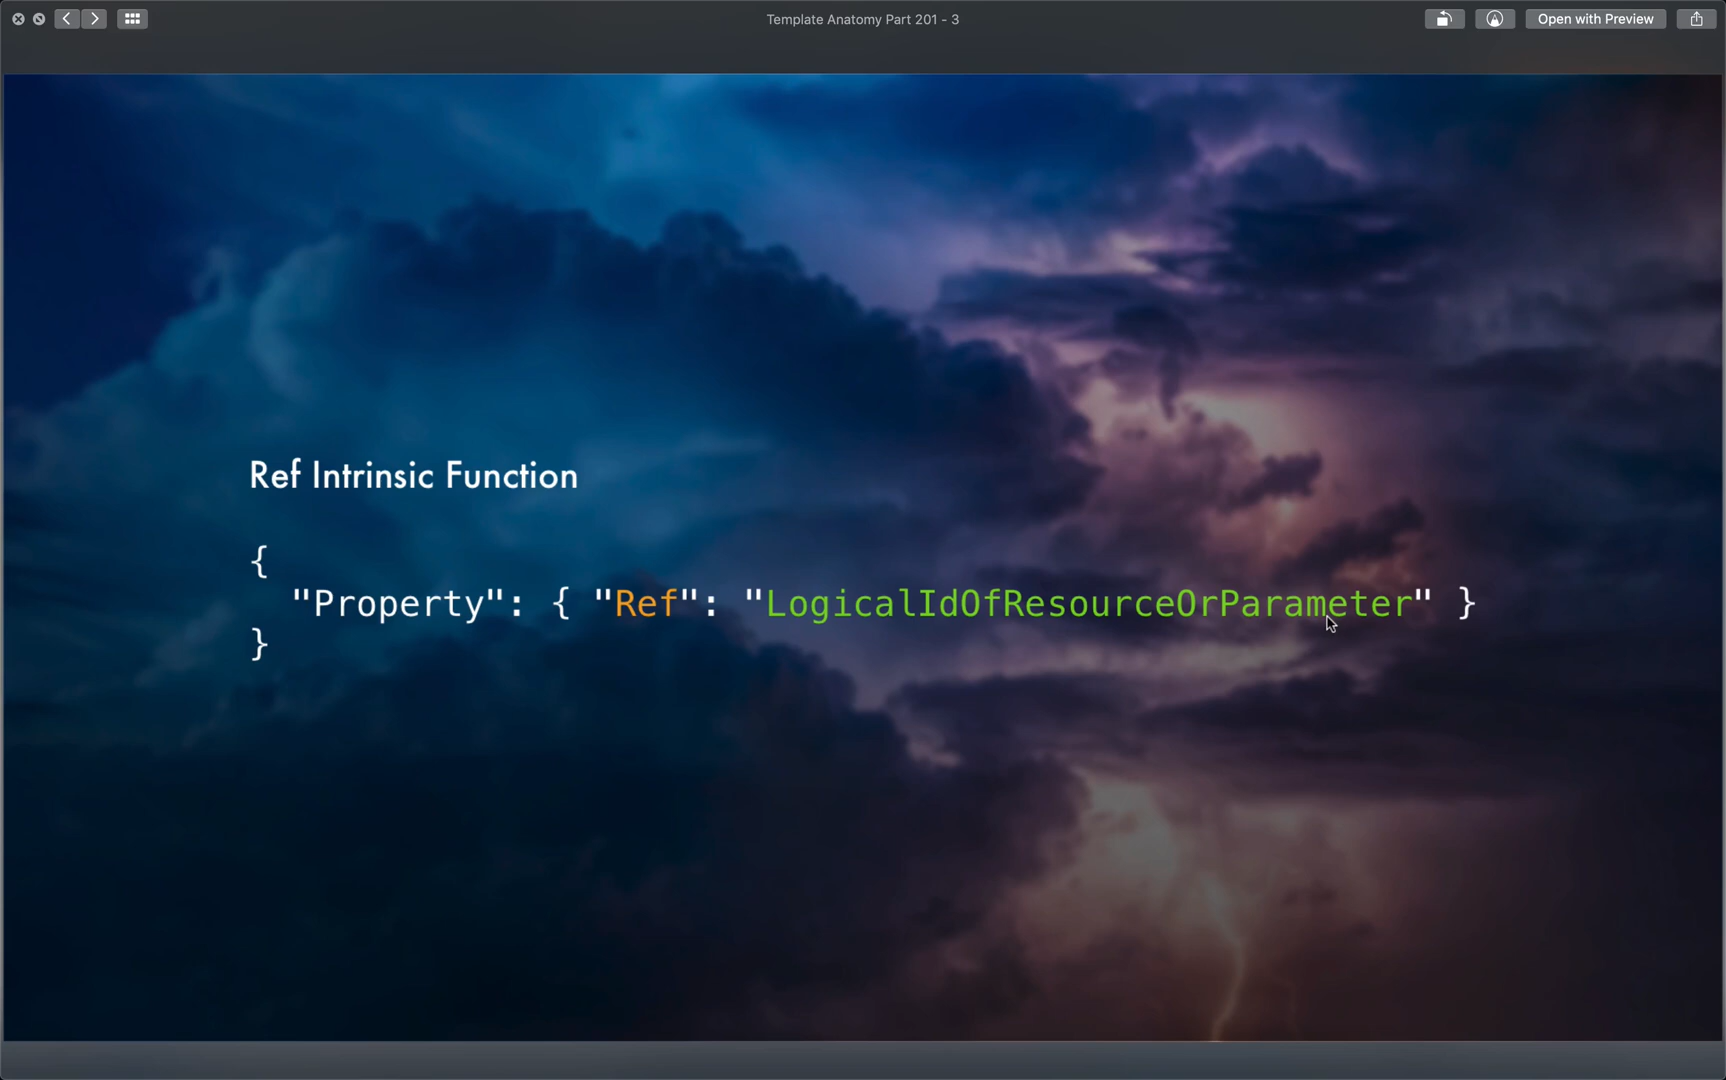 Template Anatomy Part 201 - 3
Open with Preview
Ref Intrinsic Function
{
"Property": { "Ref": "LogicalIdOfResourceOrParameter" }
}